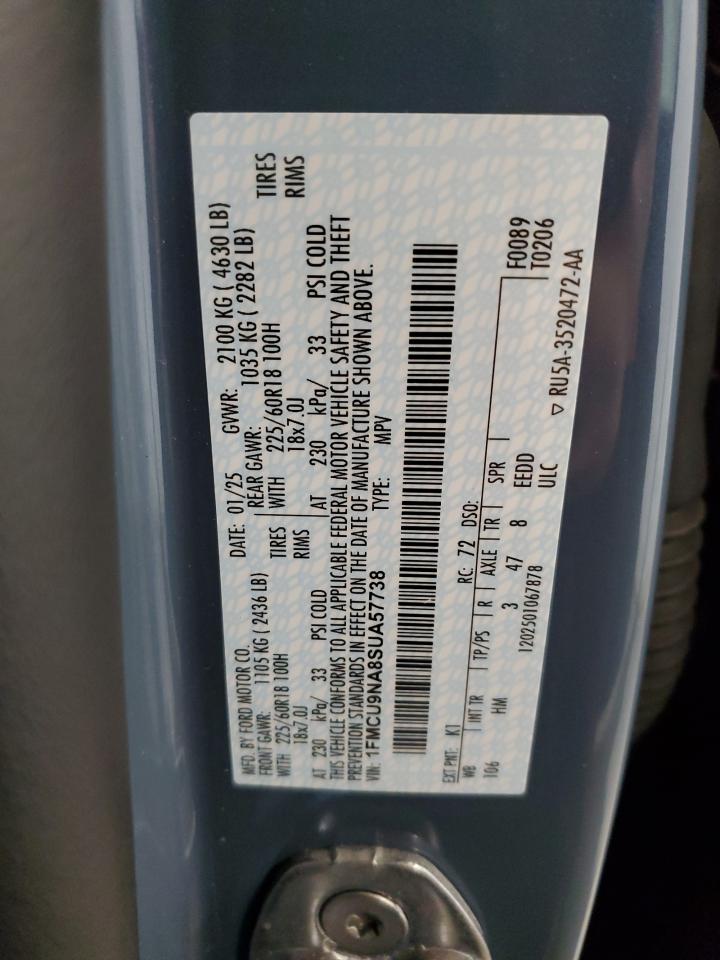 MFD. BY FORD MOTOR CO.
DATE: 01/25 GVWR: 2100 KG ( 4630 LB)
FRONT GAWR: 1105 KG ( 2436 LB) REAR GAWR: 1035 KG ( 2282 LB)
WITH 225/60R18 100H TIRES WITH 225/60R18 100H TIRES
18x7.0J RIMS 18x7.0J RIMS
AT 230 kPa/ 33 PSI COLD AT 230 kPa/ 33 PSI COLD
THIS VEHICLE CONFORMS TO ALL APPLICABLE FEDERAL MOTOR VEHICLE SAFETY AND THEFT
PREVENTION STANDARDS IN EFFECT ON THE DATE OF MANUFACTURE SHOWN ABOVE.
VIN: 1FMCU9NA8SUA57738 TYPE: MPV
EXT PNT: K1 RC: 72 DSO: F0089
WB INT TR TP/PS R AXLE TR SPR T0206
106 HM 3 47 8 EEDD
1202501067878 ULC ▽ RU5A-3520472-AA